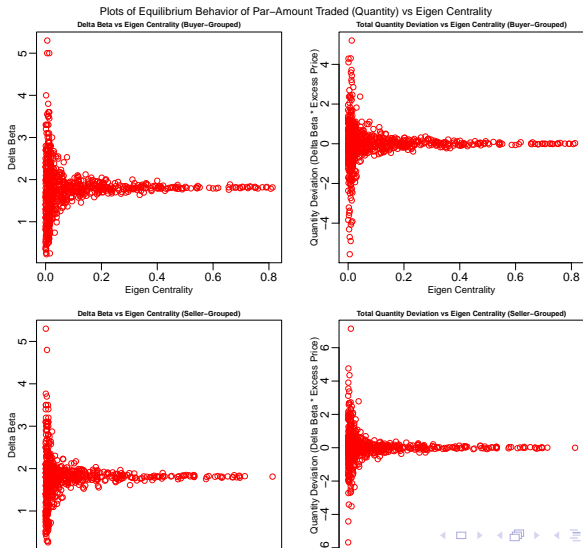 Plots of Equilibrium Behavior of Par−Amount Traded (Quantity) vs Eigen Centrality
Delta Beta vs Eigen Centrality (Buyer−Grouped)
Delta Beta
5
4
3
2
1
0.0 0.2 0.4 0.6 0.8
Eigen Centrality
Total Quantity Deviation vs Eigen Centrality (Buyer−Grouped)
Quantity Deviation (Delta Beta * Excess Price)
4
2
0
−2
−4
0.0 0.2 0.4 0.6 0.8
Eigen Centrality
Delta Beta vs Eigen Centrality (Seller−Grouped)
Delta Beta
5
4
3
2
1
Total Quantity Deviation vs Eigen Centrality (Seller−Grouped)
Quantity Deviation (Delta Beta * Excess Price)
6
4
2
0
−2
−4
6